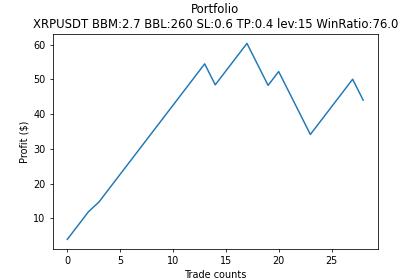 Portfolio
XRPUSDT BBM:2.7 BBL:260 SL:0.6 TP:0.4 lev:15 WinRatio:76.0
60
50
40
30
20
10
Profit ($)
0 5 10 15 20 25
Trade counts